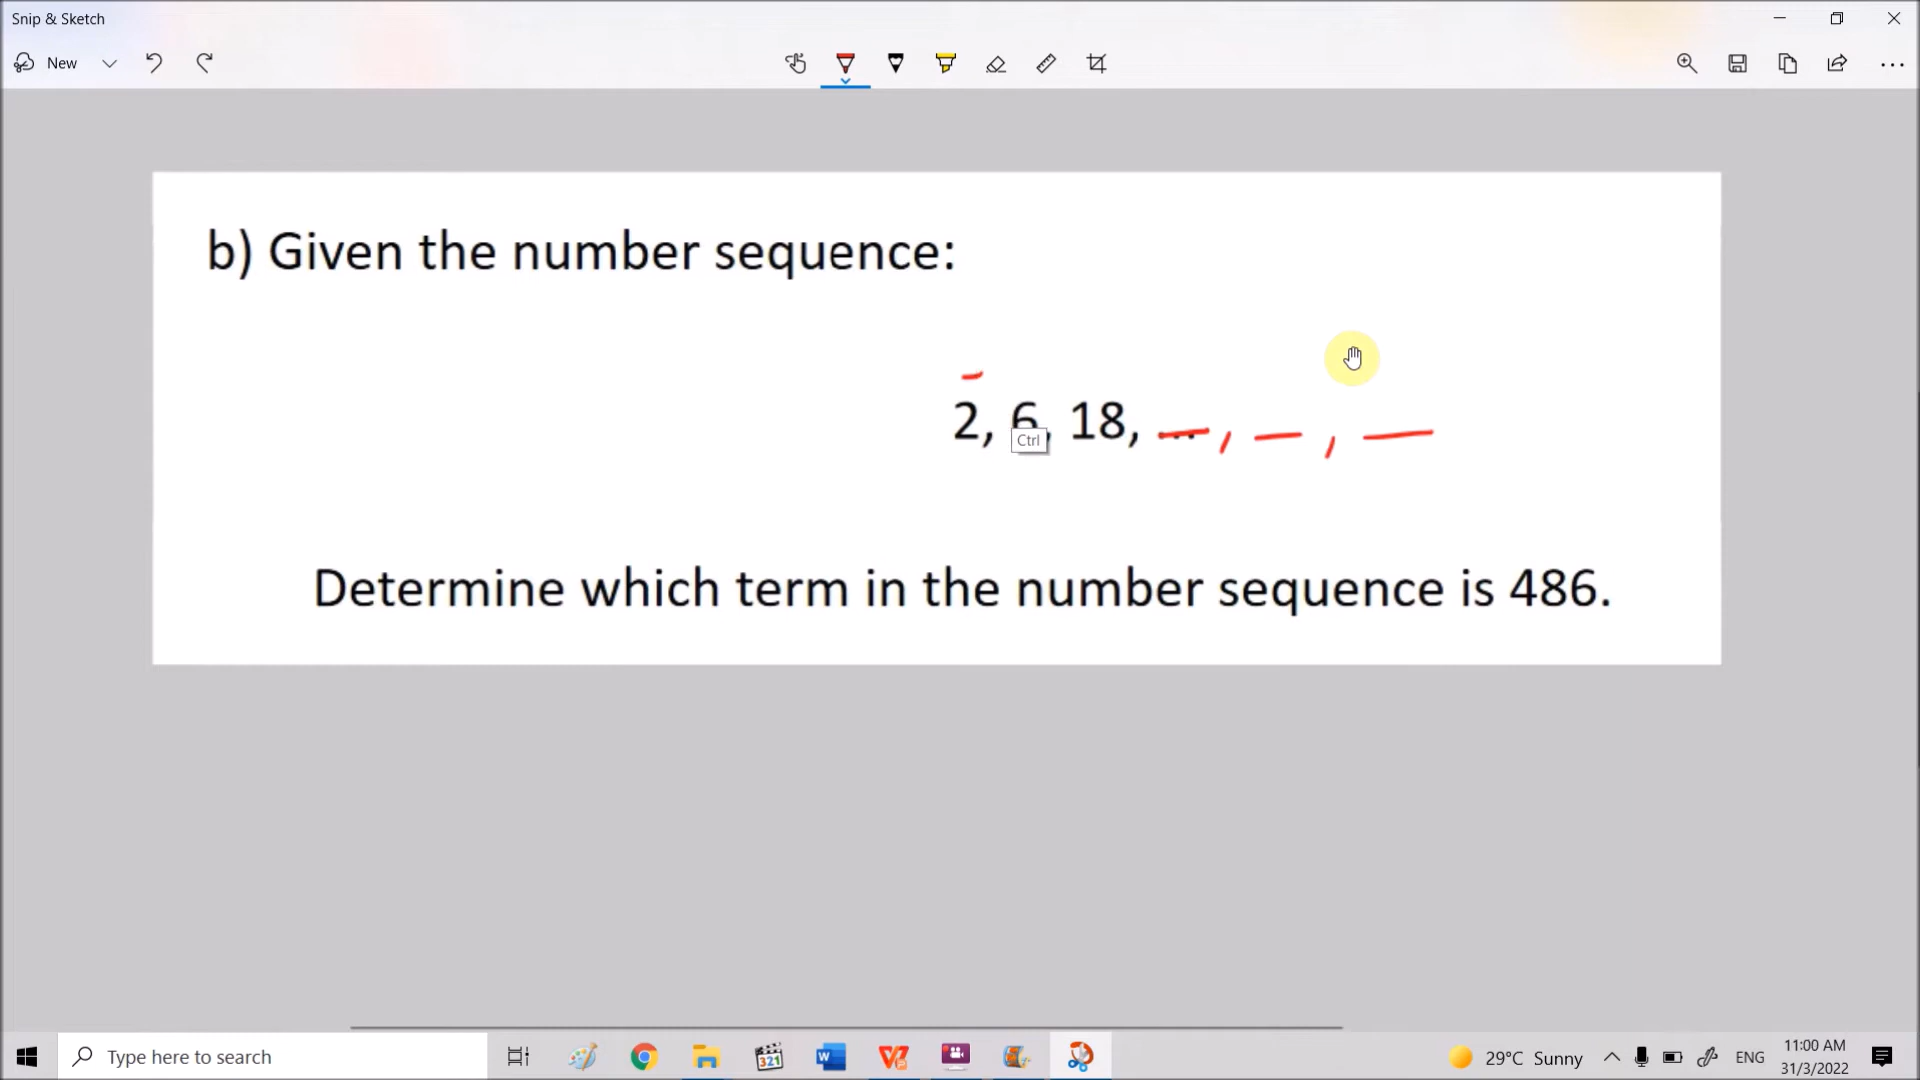 Snip & Sketch
New
b) Given the number sequence:
2, 6, 18, ...
Ctrl
Determine which term in the number sequence is 486.
Type here to search
321
W
29°C Sunny
ENG
11:00 AM
31/3/2022